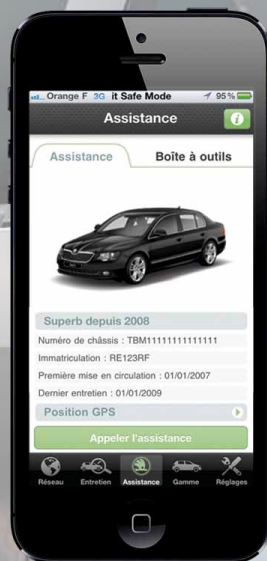 Orange F 3G it Safe Mode 95%
Assistance
Assistance Boîte à outils
Superb depuis 2008
Numéro de châssis : TBM11111111111111
Immatriculation : RE123RF
Première mise en circulation : 01/01/2007
Dernier entretien : 01/01/2009
Position GPS
Appeler l'assistance
Réseau Entretien Assistance Gamme Réglages